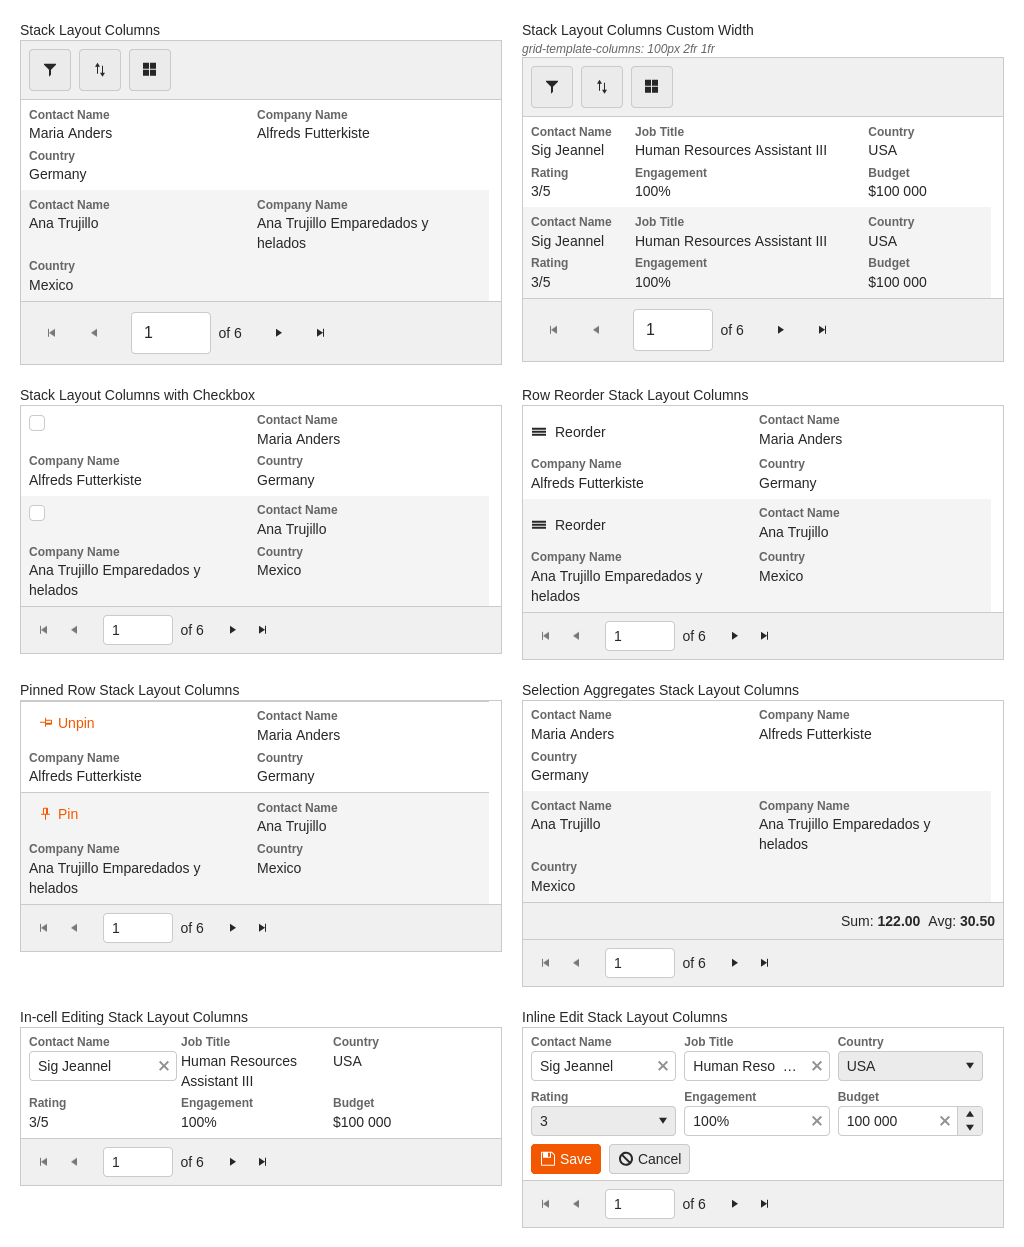 Stack Layout Columns
Contact Name
Company Name
Maria Anders
Alfreds Futterkiste
Country
Germany
Contact Name
Company Name
Ana Trujillo
Ana Trujillo Emparedados y
helados
Country
Mexico
1 of 6
Stack Layout Columns Custom Width
grid-template-columns: 100px 2fr 1fr
Contact Name Job Title Country
Sig Jeannel Human Resources Assistant III USA
Rating Engagement Budget
3/5 100% $100 000
Contact Name Job Title Country
Sig Jeannel Human Resources Assistant III USA
Rating Engagement Budget
3/5 100% $100 000
1 of 6
Stack Layout Columns with Checkbox
Contact Name
Maria Anders
Company Name Country
Alfreds Futterkiste Germany
Contact Name
Ana Trujillo
Company Name Country
Ana Trujillo Emparedados y Mexico
helados
1 of 6
Row Reorder Stack Layout Columns
Contact Name
Reorder
Maria Anders
Company Name Country
Alfreds Futterkiste Germany
Contact Name
Reorder
Ana Trujillo
Company Name Country
Ana Trujillo Emparedados y Mexico
helados
1 of 6
Pinned Row Stack Layout Columns
Contact Name
Unpin
Maria Anders
Company Name Country
Alfreds Futterkiste Germany
Contact Name
Pin
Ana Trujillo
Company Name Country
Ana Trujillo Emparedados y Mexico
helados
1 of 6
Selection Aggregates Stack Layout Columns
Contact Name Company Name
Maria Anders Alfreds Futterkiste
Country
Germany
Contact Name Company Name
Ana Trujillo Ana Trujillo Emparedados y
helados
Country
Mexico
Sum: 122.00 Avg: 30.50
1 of 6
In-cell Editing Stack Layout Columns
Contact Name Job Title Country
Sig Jeannel Human Resources USA
Assistant III
Rating Engagement Budget
3/5 100% $100 000
1 of 6
Inline Edit Stack Layout Columns
Contact Name Job Title Country
Sig Jeannel Human Reso … USA
Rating Engagement Budget
3 100% 100 000
Save Cancel
1 of 6